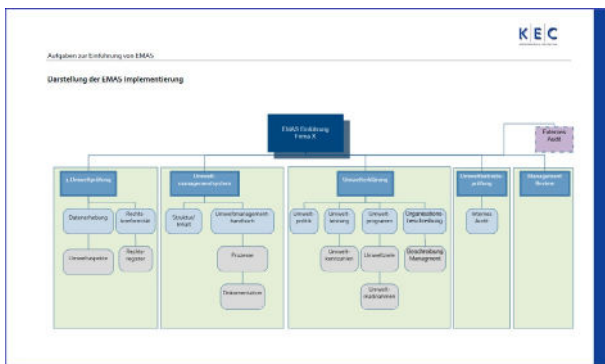 K|E|C
Aufgaben zur Einführung von EMAS
Darstellung der EMAS Implementierung
EMAS Einführung
Firma X
Externes
Audit
1.Umweltprüfung
Umwelt-
managementsystem
Umwelterklärung
Umweltbetriebs-
prüfung
Management
Review
Datenerhebung
Rechts-
konformität
Struktur/
Inhalt
Umweltmanagement-
handbuch
Umwelt-
politik
Umwelt-
leistung
Umwelt-
programm
Organisations-
beschreibung
Internes
Audit
Umweltaspekte
Rechts-
register
Prozesse
Umwelt-
kennzahlen
Umweltziele
Beschreibung
Managment
Dokumentation
Umwelt-
maßnahmen